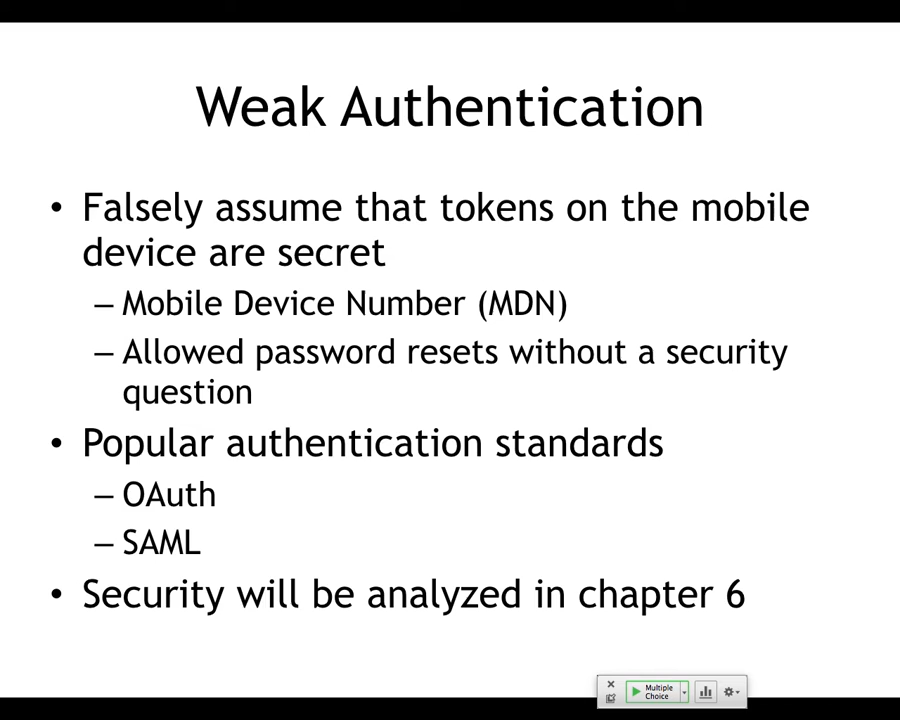 Weak Authentication
• Falsely assume that tokens on the mobile
device are secret
– Mobile Device Number (MDN)
– Allowed password resets without a security
question
• Popular authentication standards
– OAuth
– SAML
• Security will be analyzed in chapter 6
Multiple
Choice